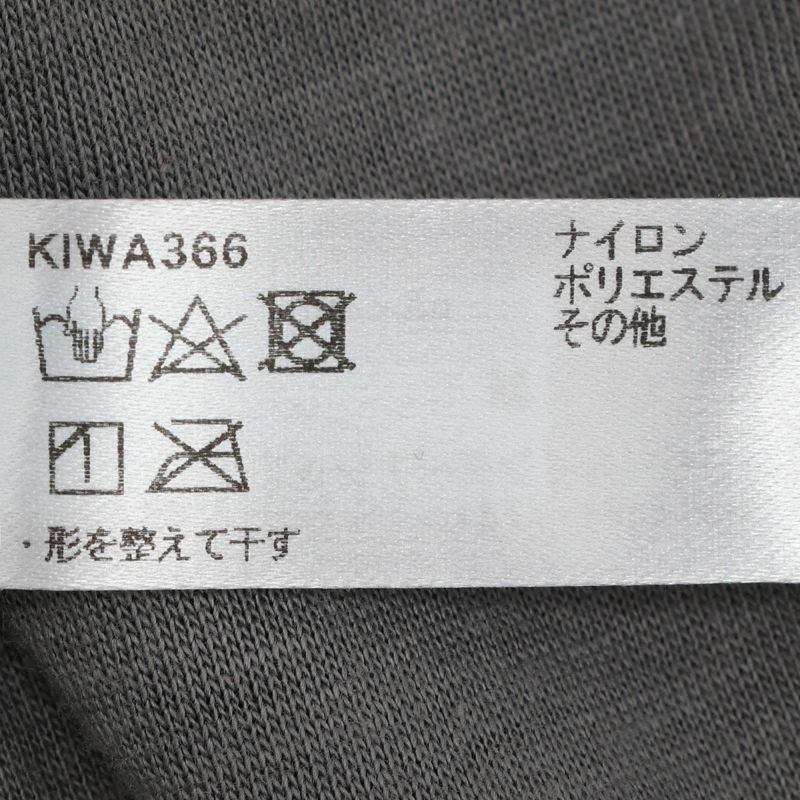 KIWA366
ナイロン
ポリエステル
その他
・形を整えて干す